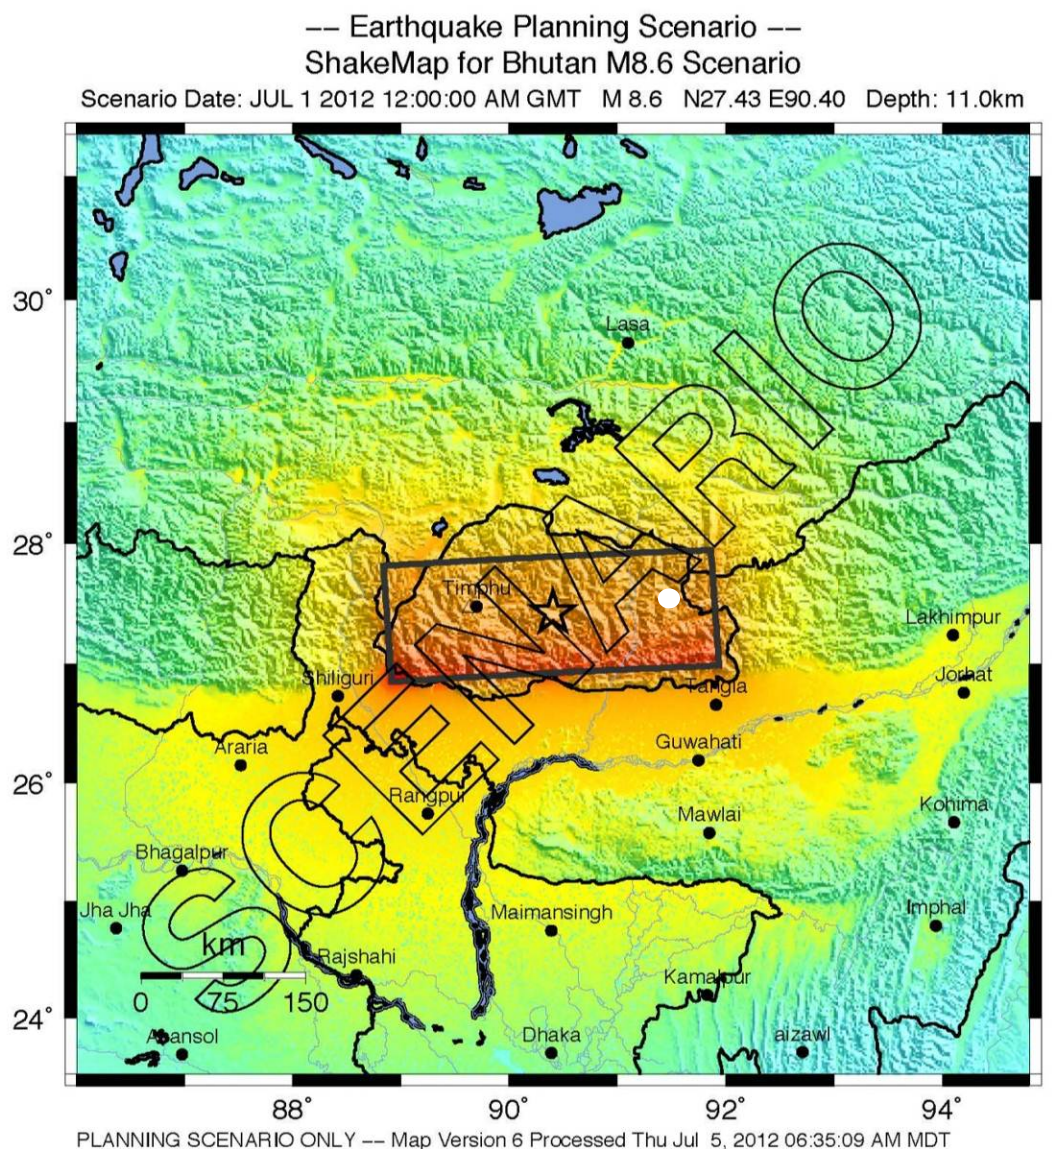 -- Earthquake Planning Scenario --
ShakeMap for Bhutan M8.6 Scenario
Scenario Date: JUL 1 2012 12:00:00 AM GMT M 8.6 N27.43 E90.40 Depth: 11.0km
30°
Lasa
28°
Timphu
Lakhimpur
Shiliguri
Tangla
Jorhat
Araria
Guwahati
26°
Rangpur
Mawlai
Kohima
Bhagalpur
Jha Jha
Maimansingh
Imphal
km
Rajshahi
Kamalpur
0 75 150
24°
Asansol
Dhaka
aizawl
SCENARIO
88° 90° 92° 94°
PLANNING SCENARIO ONLY -- Map Version 6 Processed Thu Jul 5, 2012 06:35:09 AM MDT